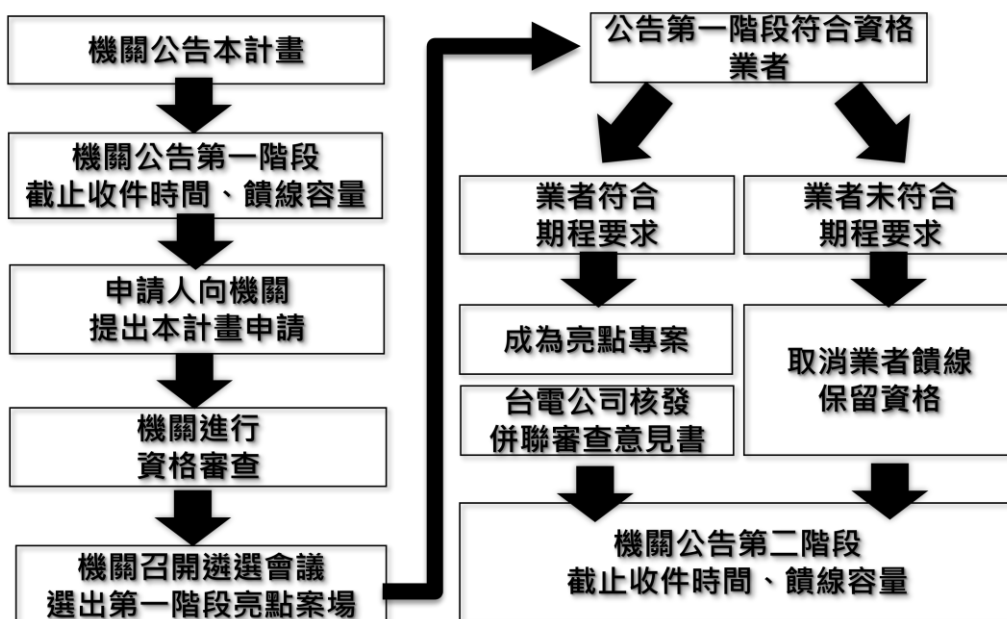 機關公告本計畫
機關公告第一階段
截止收件時間、饋線容量
申請人向機關
提出本計畫申請
機關進行
資格審查
機關召開遴選會議
選出第一階段亮點案場
公告第一階段符合資格
業者
業者符合
期程要求
成為亮點專案
台電公司核發
併聯審查意見書
業者未符合
期程要求
取消業者饋線
保留資格
機關公告第二階段
截止收件時間、饋線容量